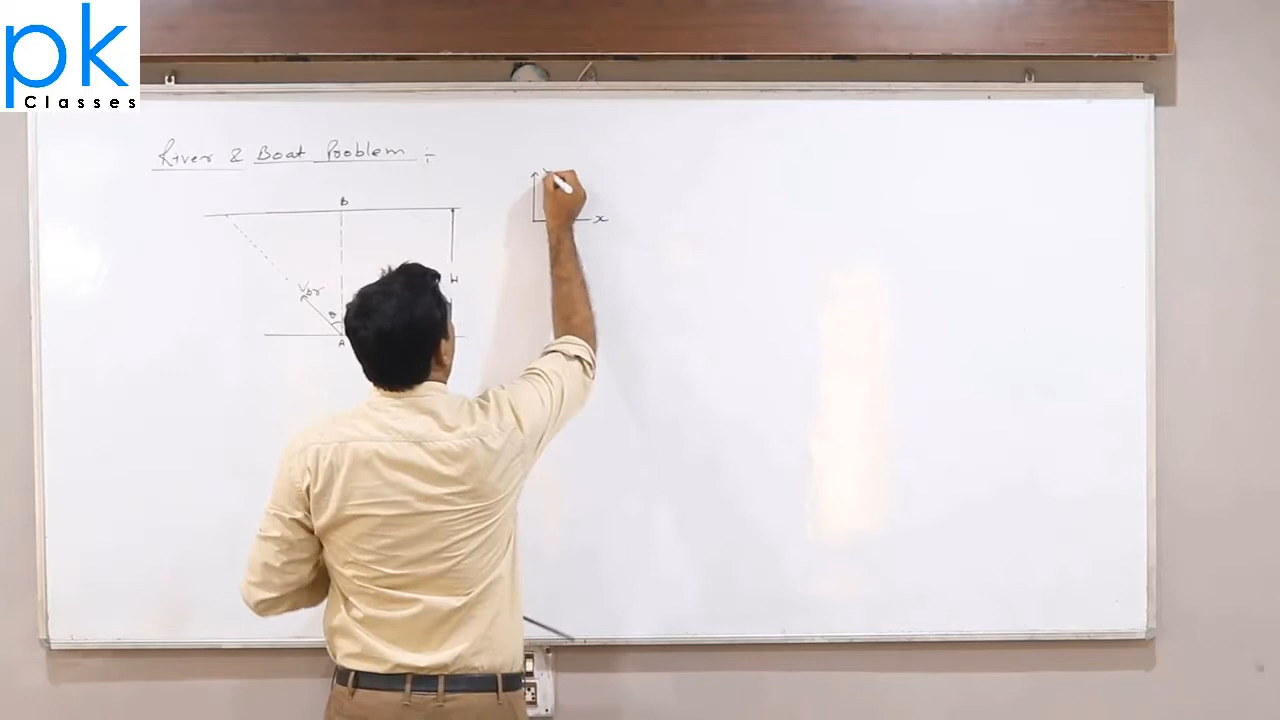 pk
Classes
River & Boat Problem :-
B
x
W
Vbr
θ
A